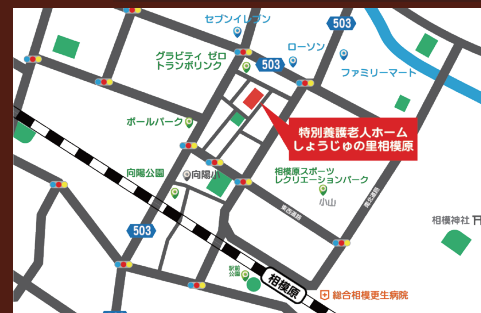 セブンイレブン
503
グラビティ ゼロ
トランポリンク
503
ローソン
ファミリーマート
ポールパーク
特別養護老人ホーム
しょうじゅの里相模原
向陽公園
向陽小
相模原スポーツ
レクリエーションパーク
小山
相模神社
503
駅前
公園
相模原
総合相模更生病院